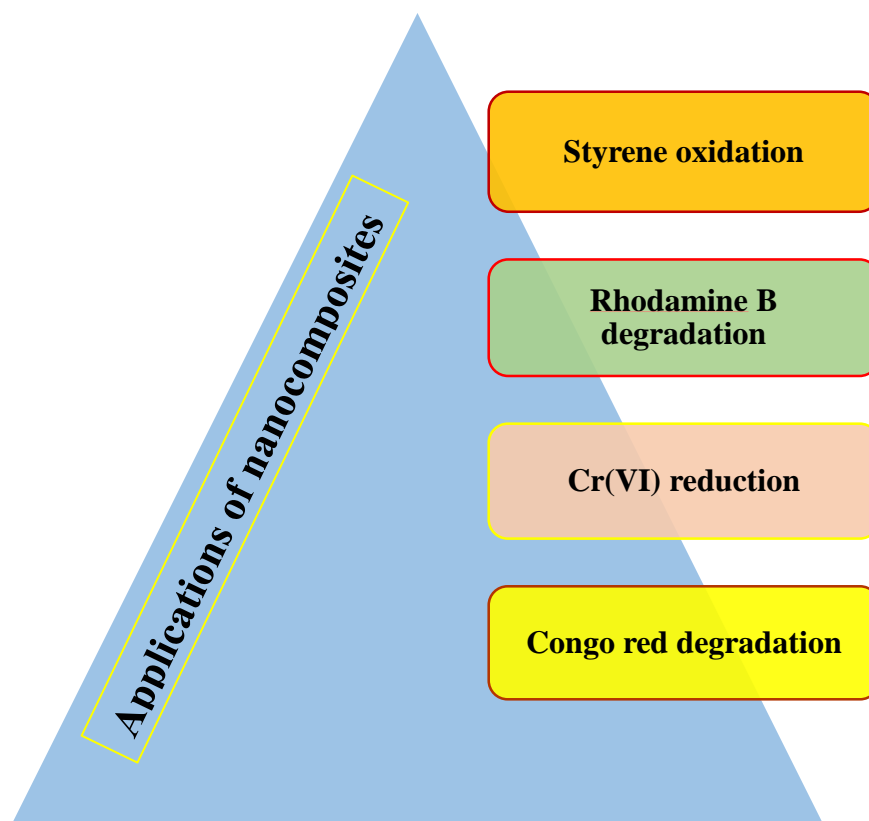 Applications of nanocomposites
Styrene oxidation
Rhodamine B
degradation
Cr(VI) reduction
Congo red degradation